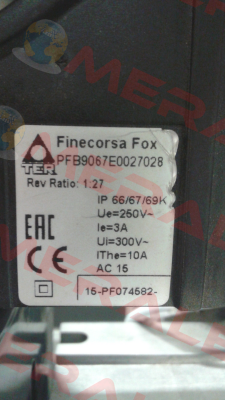 Finecorsa Fox
PFB9067E0027028
TER
Rev Ratio: 1:27
IP 66/67/69K
Ue=250V~
Ie=3A
Ui=300V~
IThe=10A
AC 15
EAC
CE
15-PF074582-